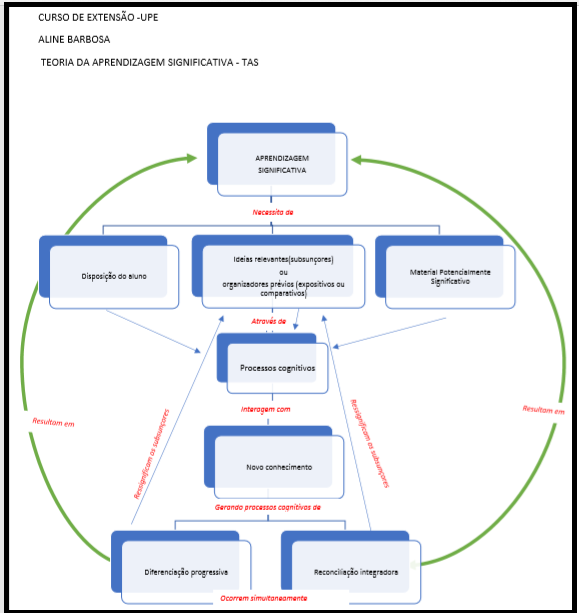 CURSO DE EXTENSÃO -UPE
ALINE BARBOSA
TEORIA DA APRENDIZAGEM SIGNIFICATIVA - TAS
APRENDIZAGEM
SIGNIFICATIVA
Necessita de
Disposição do aluno
Ideias relevantes(subsunçores)
ou
organizadores prévios (expositivos ou
comparativos)
Material Potencialmente
Significativo
Através de
Processos cognitivos
Interagem com
Resultam em
Resultam em
Ressignificam os subsunçores
Ressignificam os subsunçores
Novo conhecimento
Gerando processos cognitivos de
Diferenciação progressiva
Reconciliação integradora
Ocorrem simultaneamente